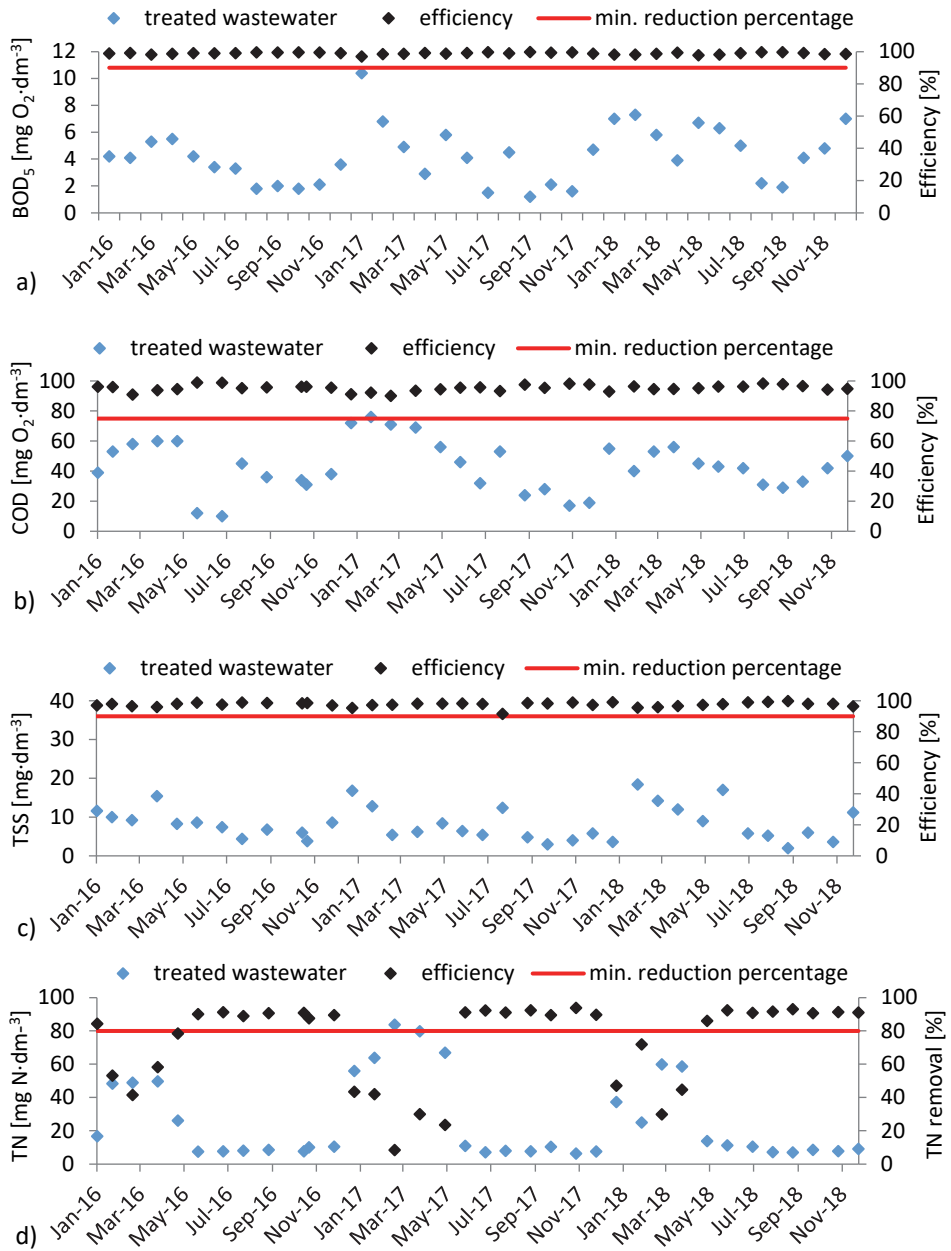 treated wastewater efficiency min. reduction percentage
BOD5 [mg O2·dm-3]
12
10
8
6
4
2
0
100
80
60
40
20
0
Efficiency [%]
Jan-16 Mar-16 May-16 Jul-16 Sep-16 Nov-16 Jan-17 Mar-17 May-17 Jul-17 Sep-17 Nov-17 Jan-18 Mar-18 May-18 Jul-18 Sep-18 Nov-18
a)
treated wastewater efficiency min. reduction percentage
COD [mg O2·dm-3]
100
80
60
40
20
0
100
80
60
40
20
0
Efficiency [%]
Jan-16 Mar-16 May-16 Jul-16 Sep-16 Nov-16 Jan-17 Mar-17 May-17 Jul-17 Sep-17 Nov-17 Jan-18 Mar-18 May-18 Jul-18 Sep-18 Nov-18
b)
treated wastewater efficiency min. reduction percentage
TSS [mg·dm-3]
40
30
20
10
0
100
80
60
40
20
0
Efficiency [%]
Jan-16 Mar-16 May-16 Jul-16 Sep-16 Nov-16 Jan-17 Mar-17 May-17 Jul-17 Sep-17 Nov-17 Jan-18 Mar-18 May-18 Jul-18 Sep-18 Nov-18
c)
treated wastewater efficiency min. reduction percentage
TN [mg N·dm-3]
100
80
60
40
20
0
100
80
60
40
20
0
TN removal [%]
Jan-16 Mar-16 May-16 Jul-16 Sep-16 Nov-16 Jan-17 Mar-17 May-17 Jul-17 Sep-17 Nov-17 Jan-18 Mar-18 May-18 Jul-18 Sep-18 Nov-18
d)